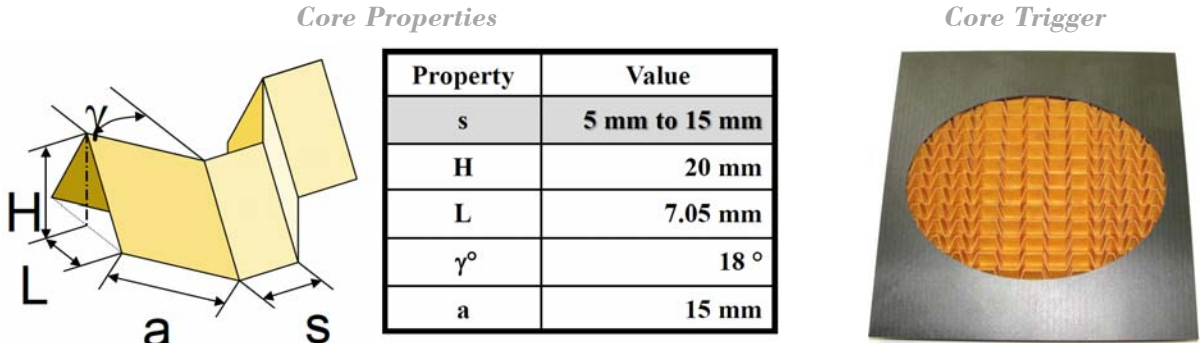 Core Properties
Core Trigger
γ
H
L
a
s
Property Value
s 5 mm to 15 mm
H 20 mm
L 7.05 mm
γ° 18 °
a 15 mm